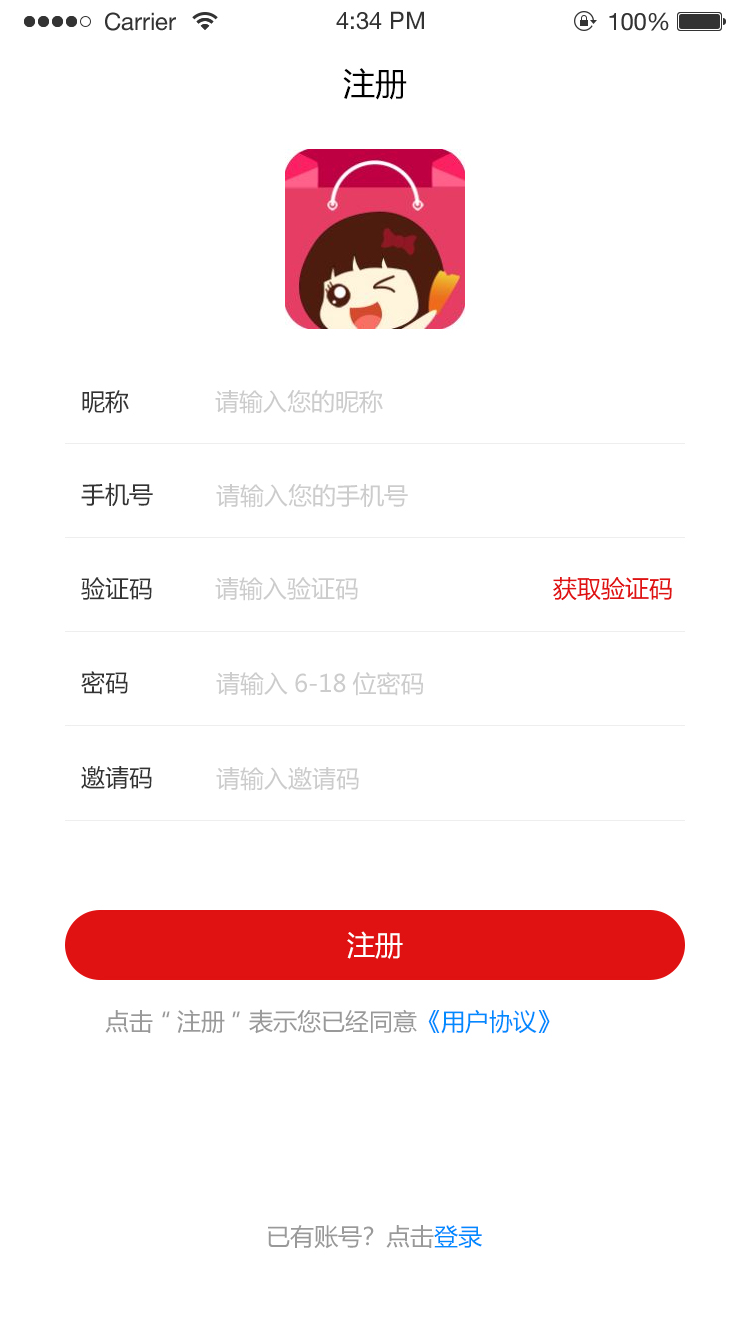 Carrier 4:34 PM 100%
注册
昵称 请输入您的昵称
手机号 请输入您的手机号
验证码 请输入验证码 获取验证码
密码 请输入 6-18 位密码
邀请码 请输入邀请码
注册
点击 “ 注册 ” 表示您已经同意《用户协议》
已有账号？点击登录